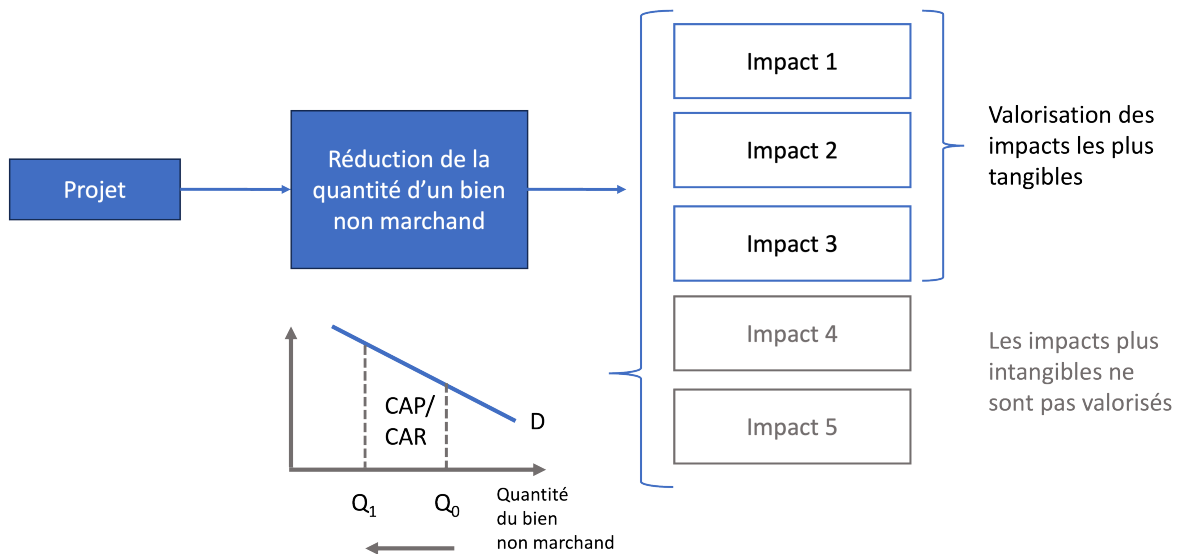 Projet
Réduction de la
quantité d’un bien
non marchand
Impact 1
Impact 2
Impact 3
Impact 4
Impact 5
Valorisation des
impacts les plus
tangibles
Les impacts plus
intangibles ne
sont pas valorisés
CAP/
CAR
D
Q₁
Q₀
Quantité
du bien
non marchand